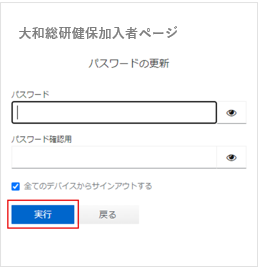 大和総研健保加入者ページ
パスワードの更新
パスワード
パスワード確認用
全てのデバイスからサインアウトする
実行
戻る